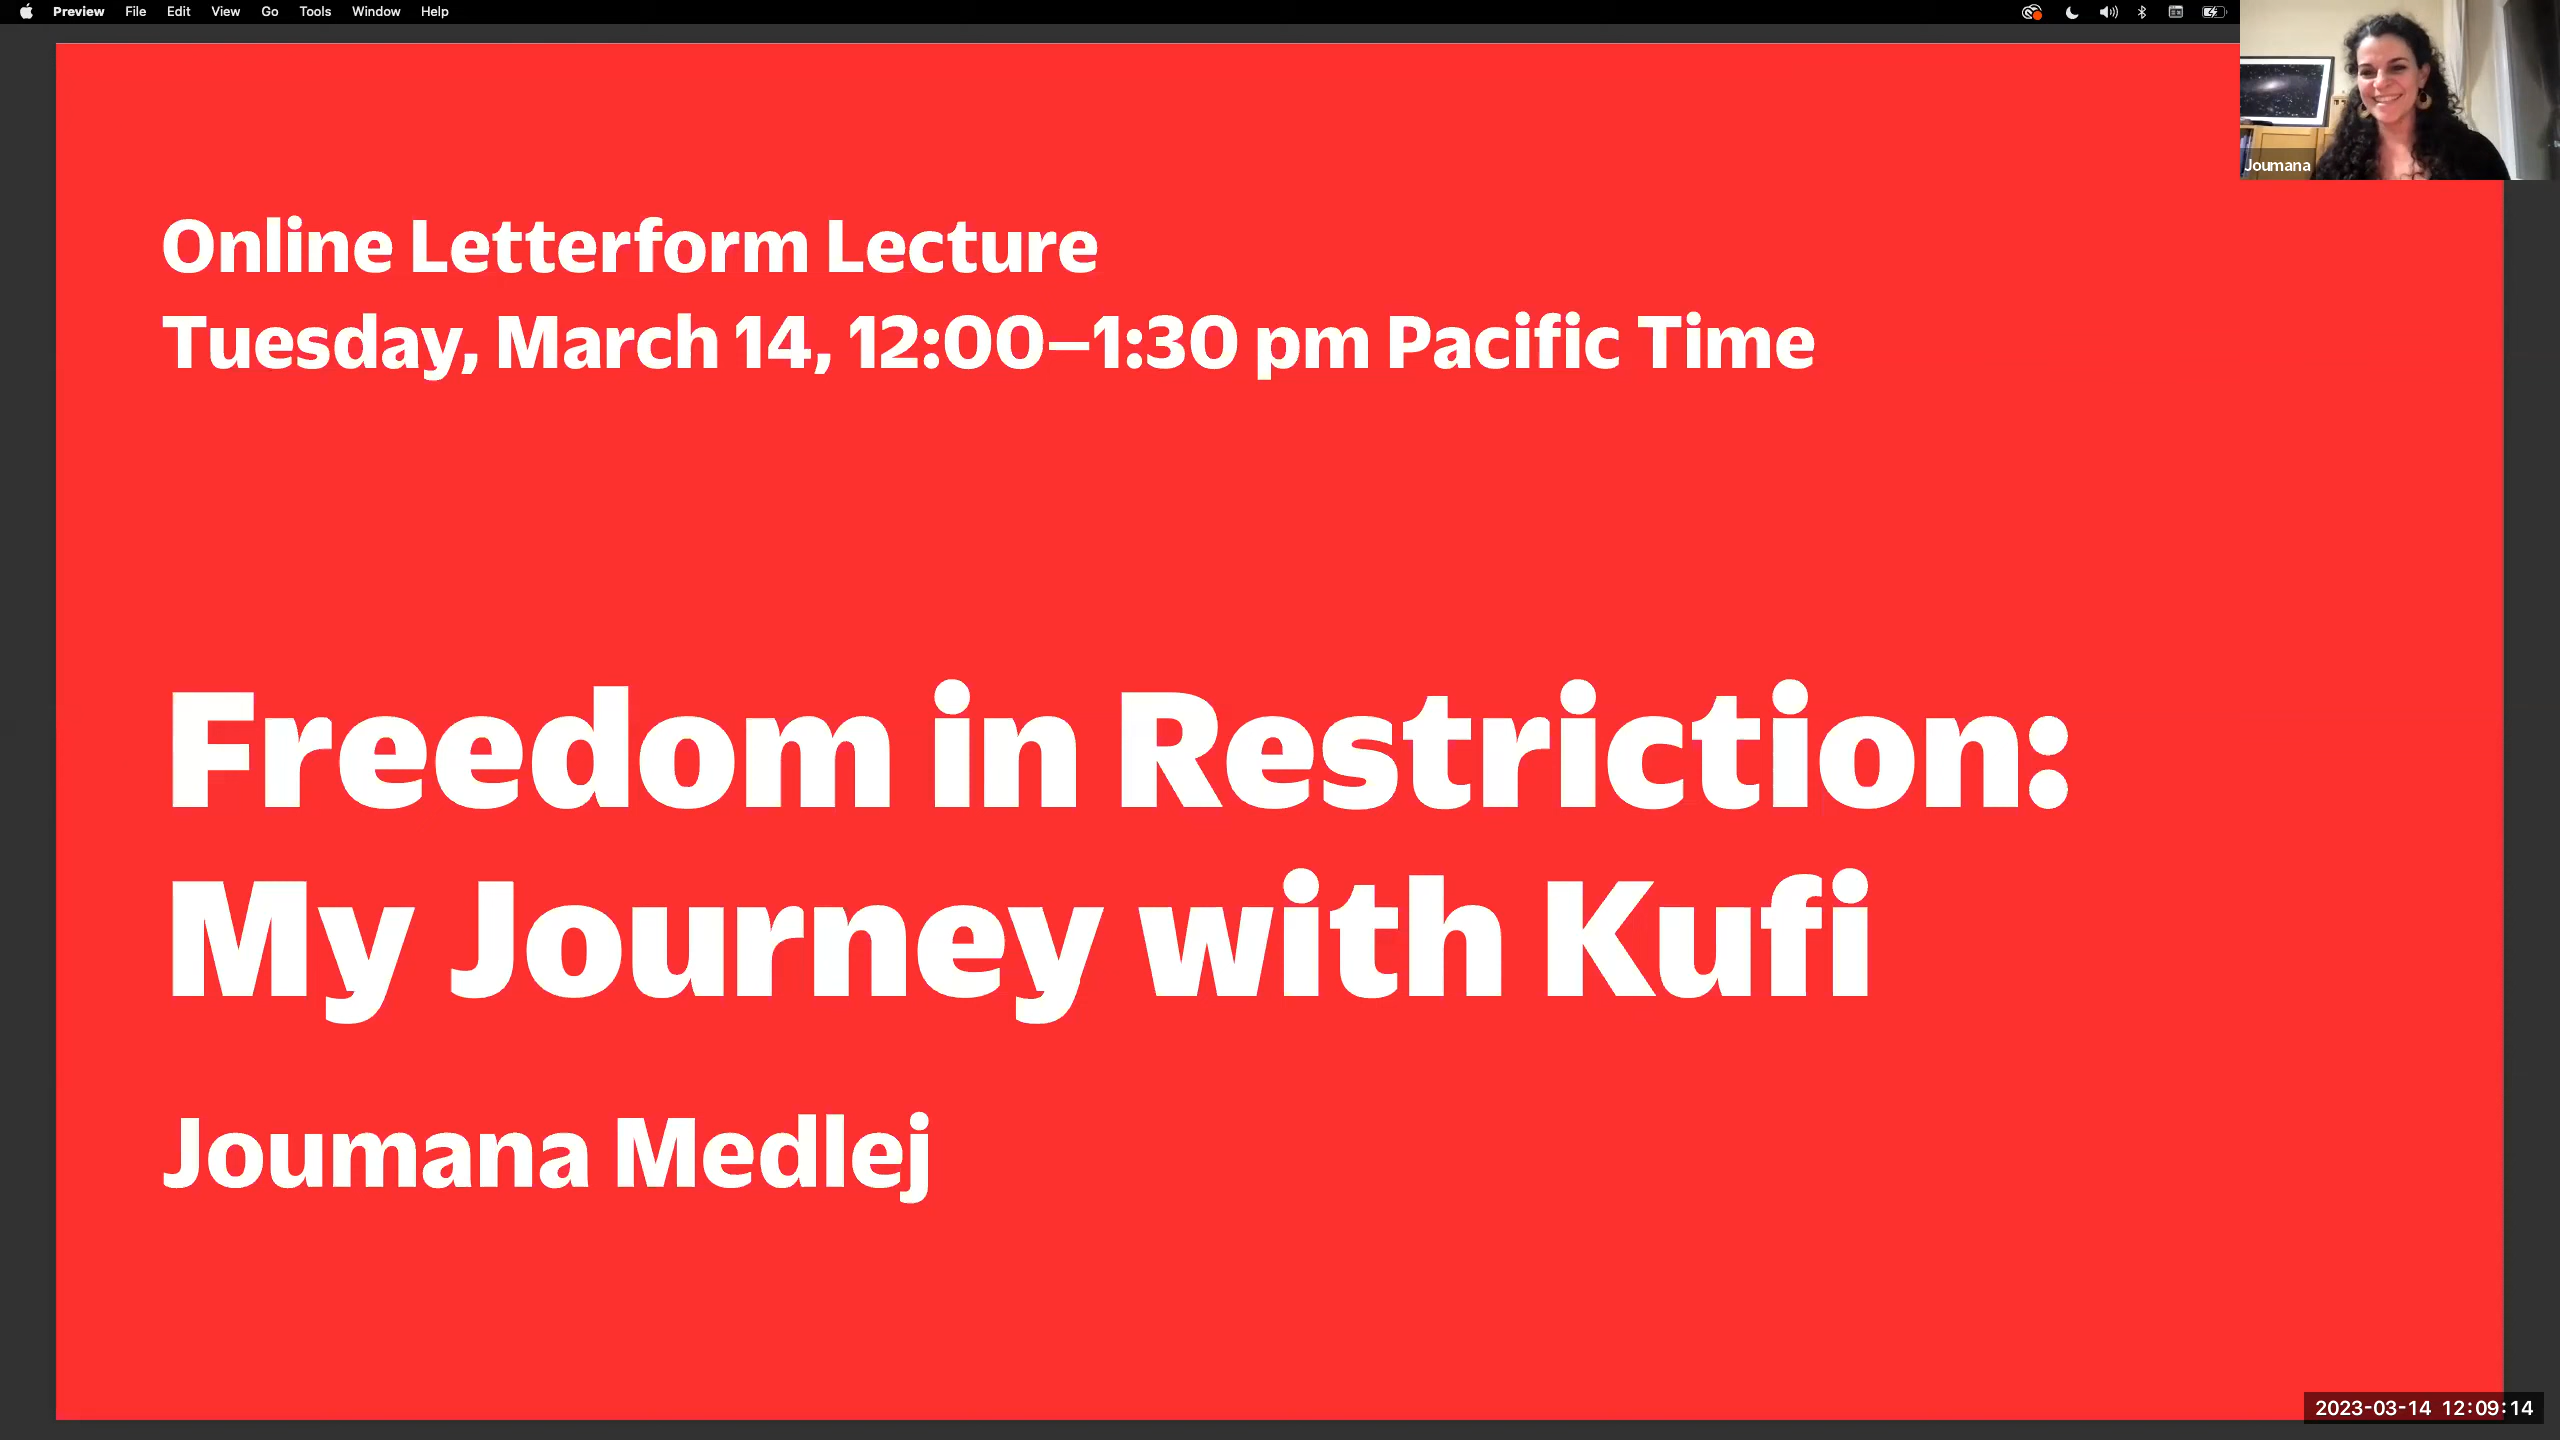 Preview File Edit View Go Tools Window Help
Joumana
Online Letterform Lecture
Tuesday, March 14, 12:00–1:30 pm Pacific Time
Freedom in Restriction:
My Journey with Kufi
Joumana Medlej
2023-03-14 12:09:14